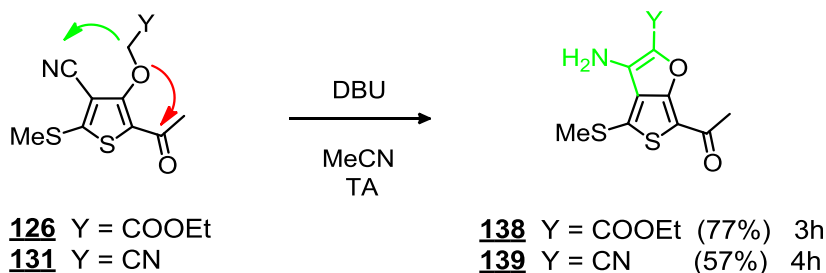 Y
NC
O
MeS
S
O
DBU
MeCN
TA
Y
H2N
O
MeS
S
O
126 Y = COOEt
131 Y = CN
138 Y = COOEt (77%) 3h
139 Y = CN (57%) 4h